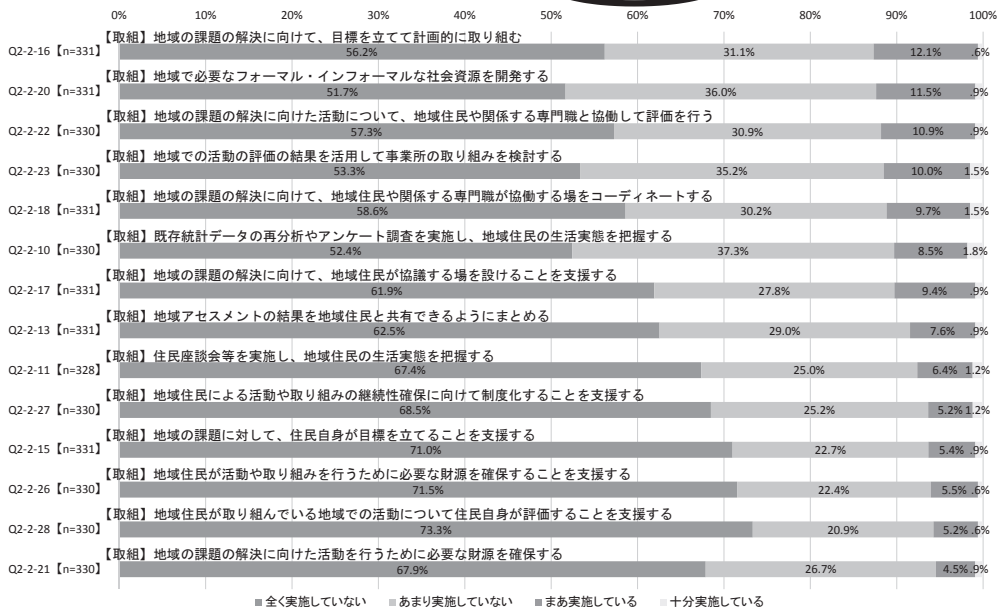 0% 10% 20% 30% 40% 50% 60% 70% 80% 90% 100%
【取組】地域の課題の解決に向けて、目標を立てて計画的に取り組む
Q2-2-16【n=331】 56.2% 31.1% 12.1% .6%
【取組】地域で必要なフォーマル・インフォーマルな社会資源を開発する
Q2-2-20【n=331】 51.7% 36.0% 11.5% .9%
【取組】地域の課題の解決に向けた活動について、地域住民や関係する専門職と協働して評価を行う
Q2-2-22【n=330】 57.3% 30.9% 10.9% .9%
【取組】地域での活動の評価の結果を活用して事業所の取り組みを検討する
Q2-2-23【n=330】 53.3% 35.2% 10.0% 1.5%
【取組】地域の課題の解決に向けて、地域住民や関係する専門職が協働する場をコーディネートする
Q2-2-18【n=331】 58.6% 30.2% 9.7% 1.5%
【取組】既存統計データの再分析やアンケート調査を実施し、地域住民の生活実態を把握する
Q2-2-10【n=330】 52.4% 37.3% 8.5% 1.8%
【取組】地域の課題の解決に向けて、地域住民が協議する場を設けることを支援する
Q2-2-17【n=331】 61.9% 27.8% 9.4% .9%
【取組】地域アセスメントの結果を地域住民と共有できるようにまとめる
Q2-2-13【n=331】 62.5% 29.0% 7.6% .9%
【取組】住民座談会等を実施し、地域住民の生活実態を把握する
Q2-2-11【n=328】 67.4% 25.0% 6.4% 1.2%
【取組】地域住民による活動や取り組みの継続性確保に向けて制度化することを支援する
Q2-2-27【n=330】 68.5% 25.2% 5.2% 1.2%
【取組】地域の課題に対して、住民自身が目標を立てることを支援する
Q2-2-15【n=331】 71.0% 22.7% 5.4% .9%
【取組】地域住民が活動や取り組みを行うために必要な財源を確保することを支援する
Q2-2-26【n=330】 71.5% 22.4% 5.5% .6%
【取組】地域住民が取り組んでいる地域での活動について住民自身が評価することを支援する
Q2-2-28【n=330】 73.3% 20.9% 5.2% .6%
【取組】地域の課題の解決に向けた活動を行うために必要な財源を確保する
Q2-2-21【n=330】 67.9% 26.7% 4.5% .9%
全く実施していない あまり実施していない まあ実施している 十分実施している